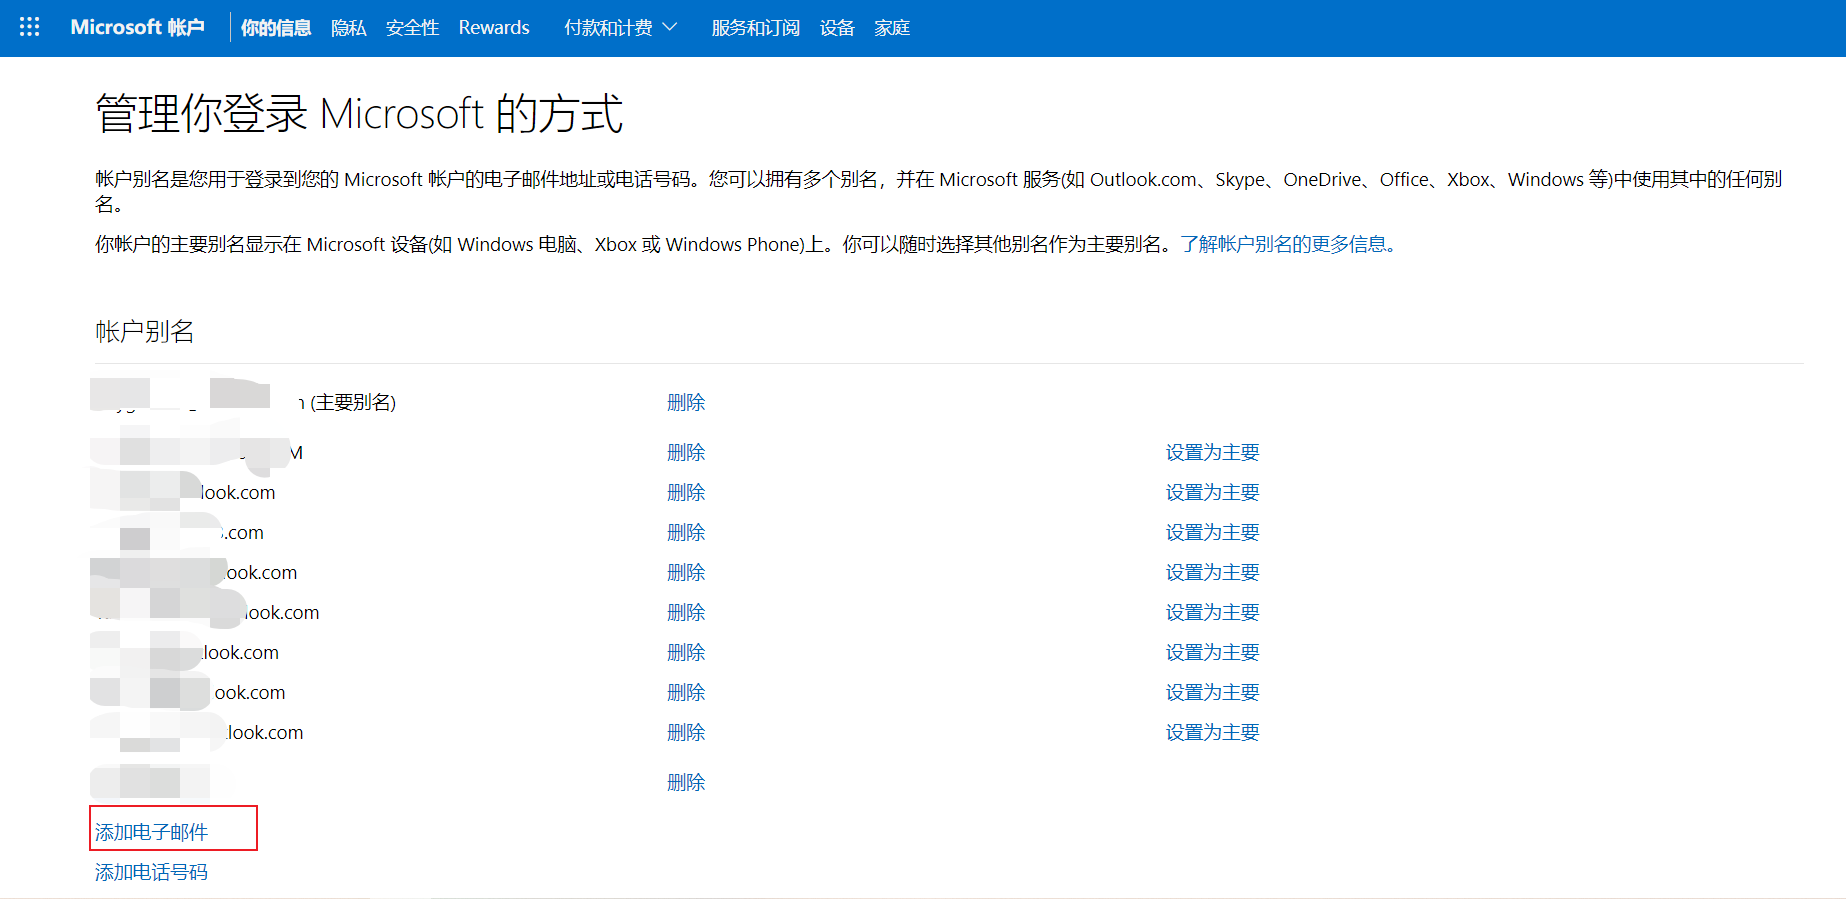 Microsoft 帐户 你的信息 隐私 安全性 Rewards 付款和计费 服务和订阅 设备 家庭
管理你登录 Microsoft 的方式
帐户别名是您用于登录到您的 Microsoft 帐户的电子邮件地址或电话号码。您可以拥有多个别名，并在 Microsoft 服务(如 Outlook.com、Skype、OneDrive、Office、Xbox、Windows 等)中使用其中的任何别
名。
你帐户的主要别名显示在 Microsoft 设备(如 Windows 电脑、Xbox 或 Windows Phone)上。你可以随时选择其他别名作为主要别名。了解帐户别名的更多信息。
帐户别名
(主要别名) 删除
删除 设置为主要
look.com 删除 设置为主要
.com 删除 设置为主要
ook.com 删除 设置为主要
look.com 删除 设置为主要
look.com 删除 设置为主要
ook.com 删除 设置为主要
look.com 删除 设置为主要
删除
添加电子邮件
添加电话号码